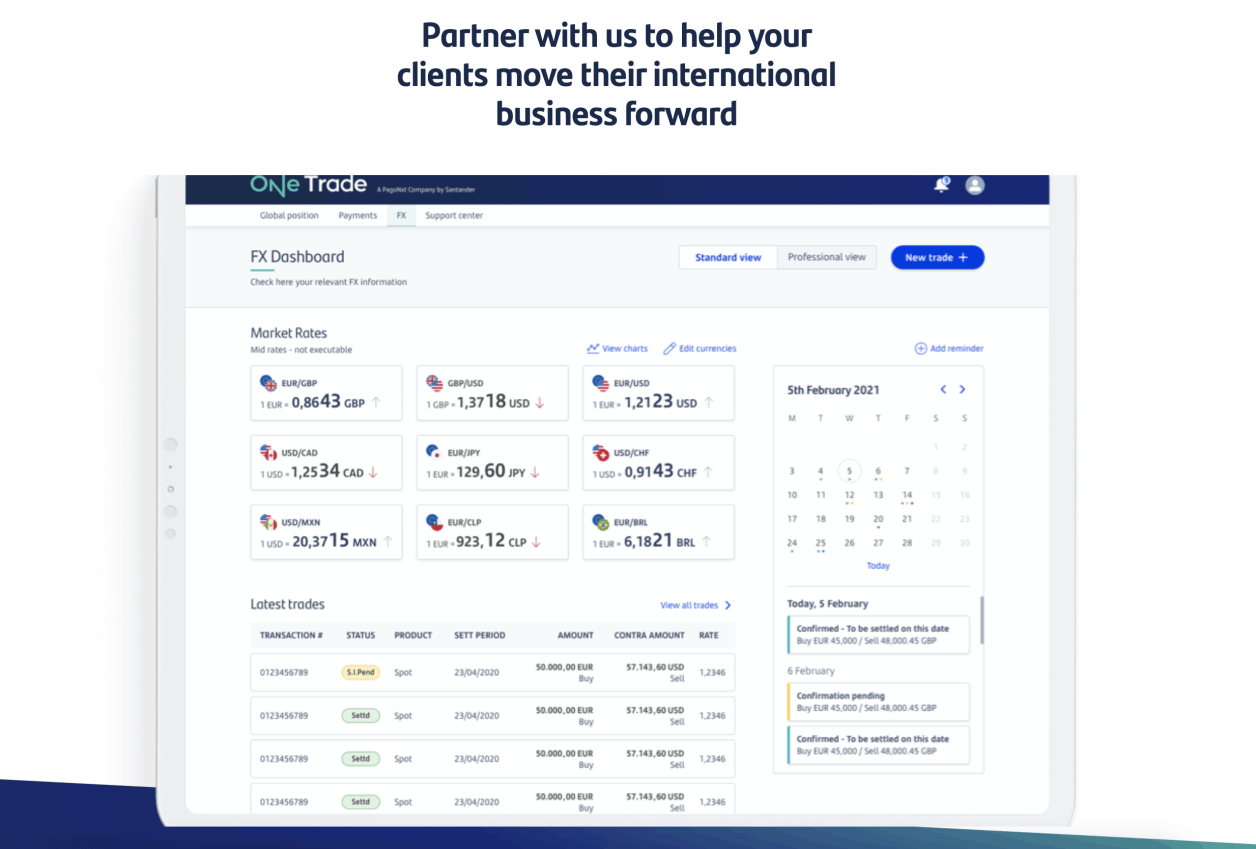 Partner with us to help your
clients move their international
business forward
ONe Trade A PagoNxt Company by Santander
Global position Payments FX Support center
FX Dashboard
Check here your relevant FX information
Standard view Professional view New trade +
Market Rates
Mid rates - not executable
View charts Edit currencies
EUR/GBP
1 EUR = 0,8643 GBP ↑
GBP/USD
1 GBP = 1,3718 USD ↓
EUR/USD
1 EUR = 1,2123 USD ↑
USD/CAD
1 USD = 1,2534 CAD ↓
EUR/JPY
1 EUR = 129,60 JPY ↓
USD/CHF
1 USD = 0,9143 CHF ↑
USD/MXN
1 USD = 20,3715 MXN ↑
EUR/CLP
1 EUR = 923,12 CLP ↓
EUR/BRL
1 EUR = 6,1821 BRL ↑
Latest trades
View all trades
TRANSACTION # STATUS PRODUCT SETT PERIOD AMOUNT CONTRA AMOUNT RATE
0123456789 S.I.Pend Spot 23/04/2020 50.000,00 EUR 57.143,60 USD 1,2346
Buy Sell
0123456789 Settd Spot 23/04/2020 50.000,00 EUR 57.143,60 USD 1,2346
Buy Sell
0123456789 Settd Spot 23/04/2020 50.000,00 EUR 57.143,60 USD 1,2346
Buy Sell
0123456789 Settd Spot 23/04/2020 50.000,00 EUR 57.143,60 USD 1,2346
Buy Sell
Add reminder
5th February 2021
M T W T F S S
1 2
3 4 5 6 7 8 9
10 11 12 13 14 15 16
17 18 19 20 21 22 23
24 25 26 27 28 29 30
Today
Today, 5 February
Confirmed - To be settled on this date
Buy EUR 45,000 / Sell 48,000.45 GBP
6 February
Confirmation pending
Buy EUR 45,000 / Sell 48,000.45 GBP
Confirmed - To be settled on this date
Buy EUR 45,000 / Sell 48,000.45 GBP